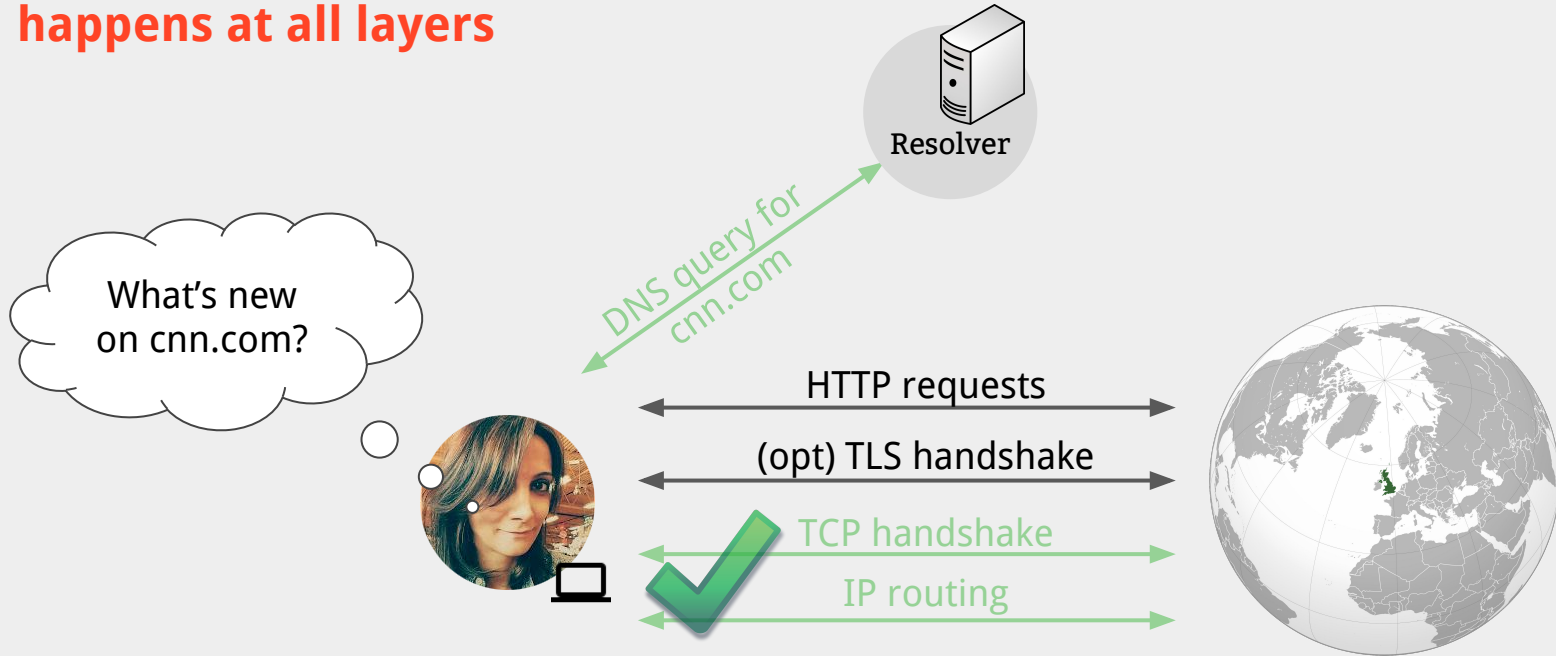 happens at all layers
Resolver
DNS query for
cnn.com
What's new
on cnn.com?
HTTP requests
(opt) TLS handshake
TCP handshake
IP routing